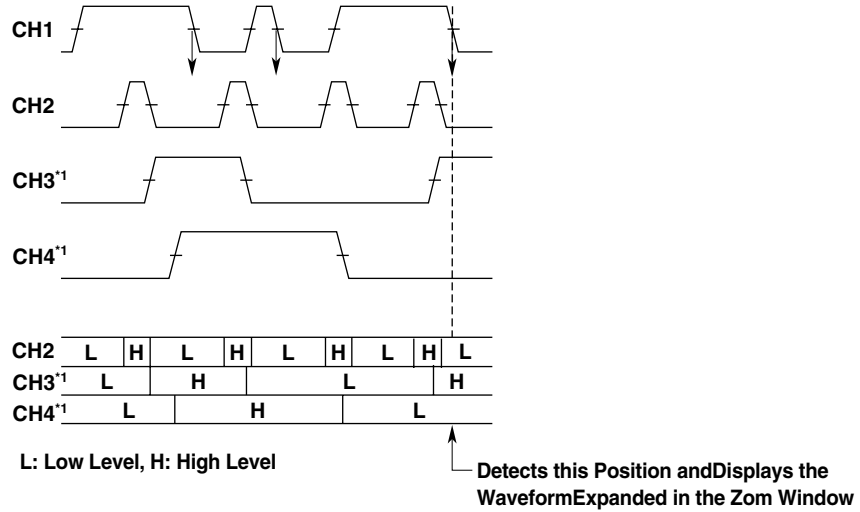 CH1
CH2
CH3*1
CH4*1
CH2 L H L H L H L H L
CH3*1 L H L H
CH4*1 L H L
L: Low Level, H: High Level
Detects this Position andDisplays the
WaveformExpanded in the Zom Window